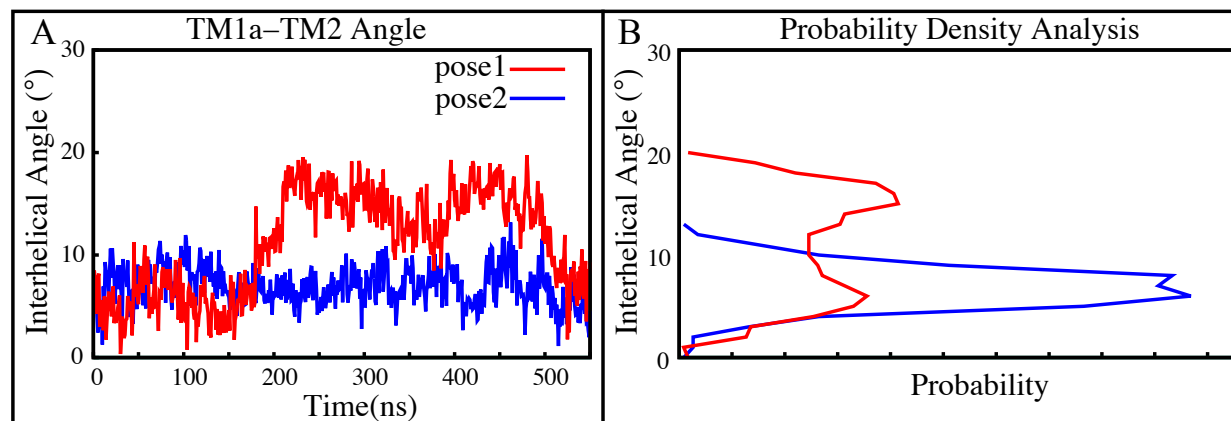 A
TM1a–TM2 Angle
30
20
10
0
Interhelical Angle (°)
pose1
pose2
0 100 200 300 400 500
Time(ns)
B
Probability Density Analysis
30
20
10
0
Interhelical Angle (°)
Probability